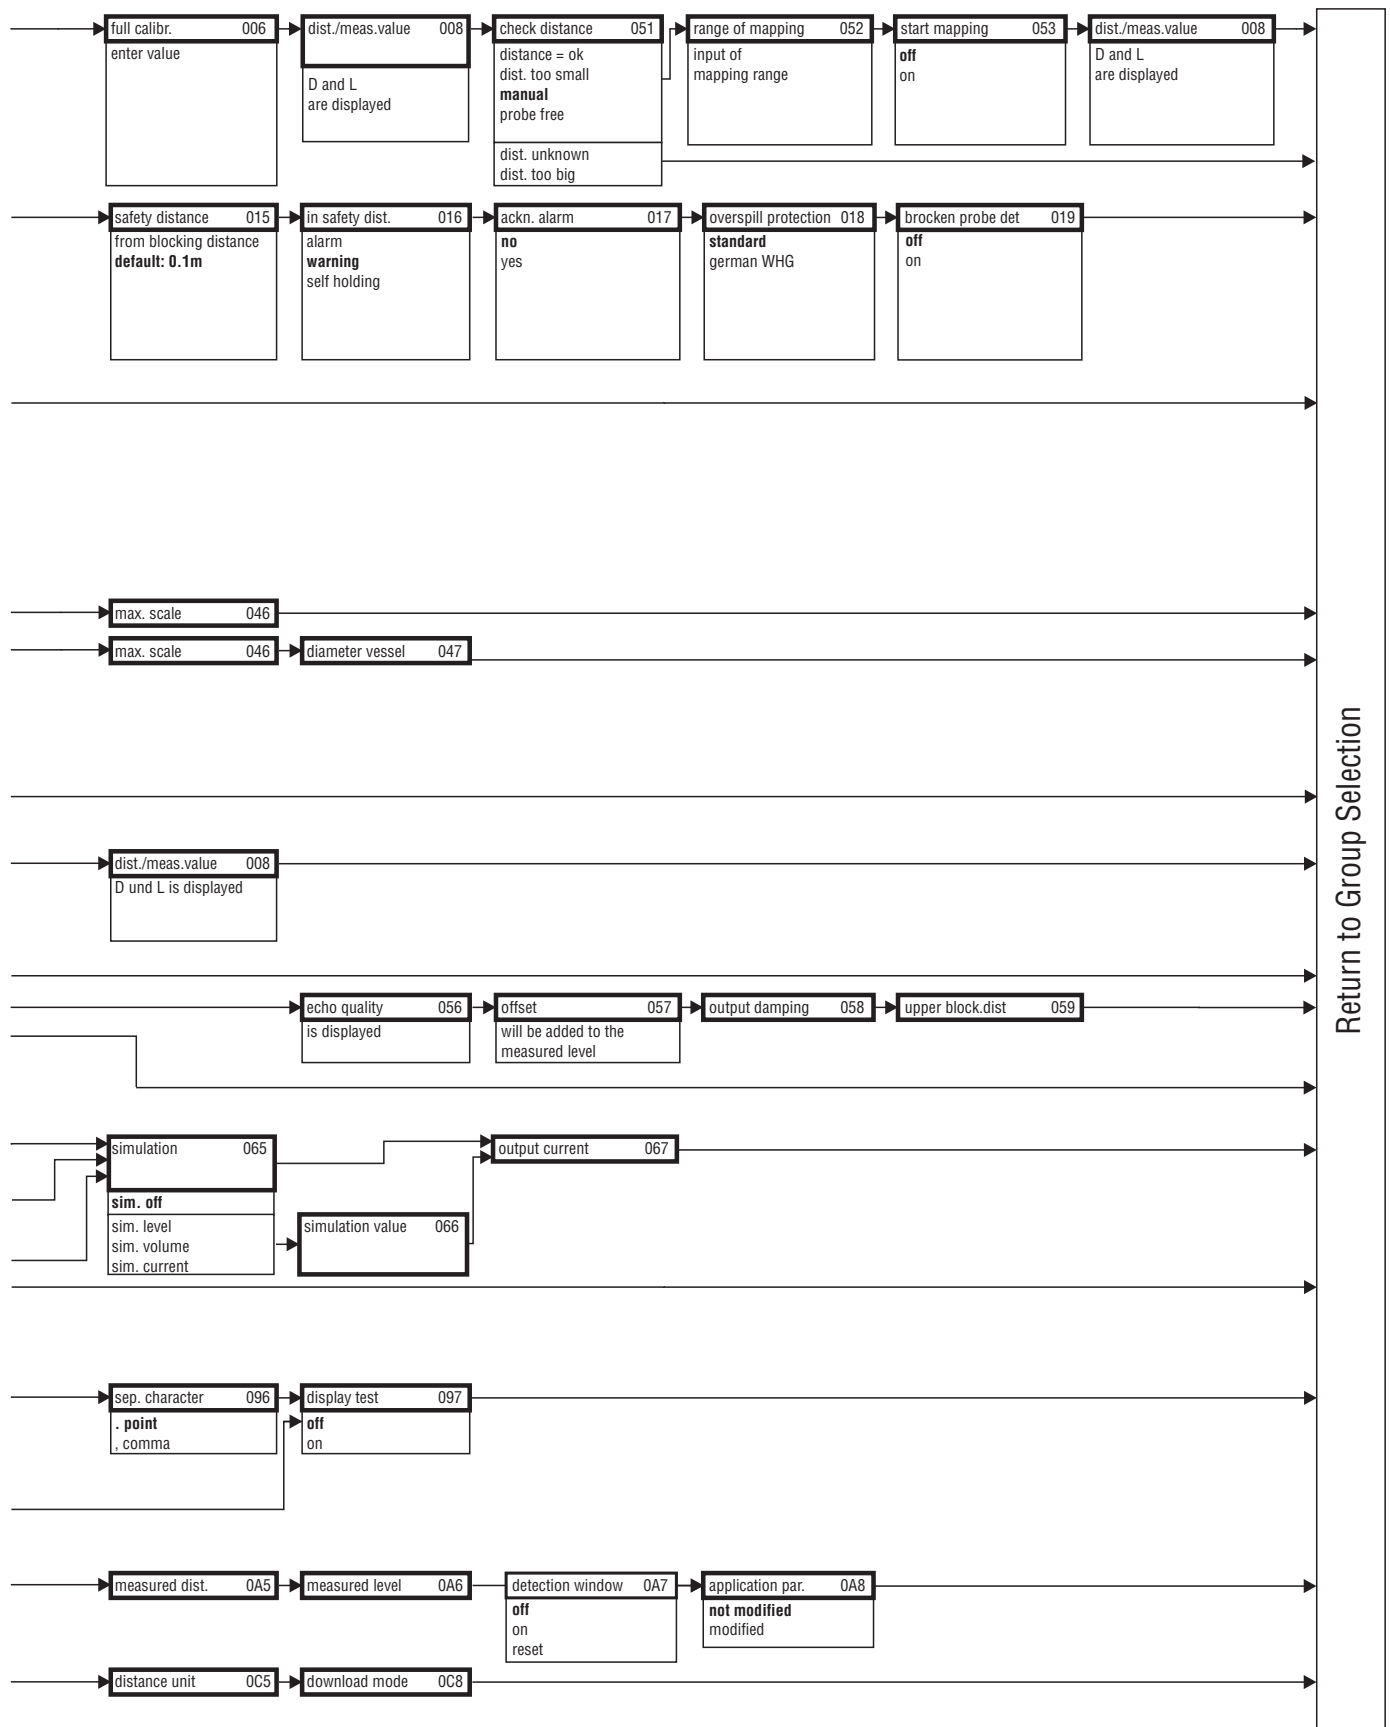 full calibr. 006
enter value
dist./meas.value 008
D and L
are displayed
check distance 051
distance = ok
dist. too small
manual
probe free
dist. unknown
dist. too big
range of mapping 052
input of
mapping range
start mapping 053
off
on
dist./meas.value 008
D and L
are displayed
safety distance 015
from blocking distance
default: 0.1m
in safety dist. 016
alarm
warning
self holding
ackn. alarm 017
no
yes
overspill protection 018
standard
german WHG
brocken probe det 019
off
on
max. scale 046
max. scale 046
diameter vessel 047
dist./meas.value 008
D und L is displayed
echo quality 056
is displayed
offset 057
will be added to the
measured level
output damping 058
upper block.dist 059
simulation 065
sim. off
sim. level
sim. volume
sim. current
simulation value 066
output current 067
sep. character 096
. point
, comma
display test 097
off
on
measured dist. 0A5
measured level 0A6
detection window 0A7
off
on
reset
application par. 0A8
not modified
modified
distance unit 0C5
download mode 0C8
Return to Group Selection